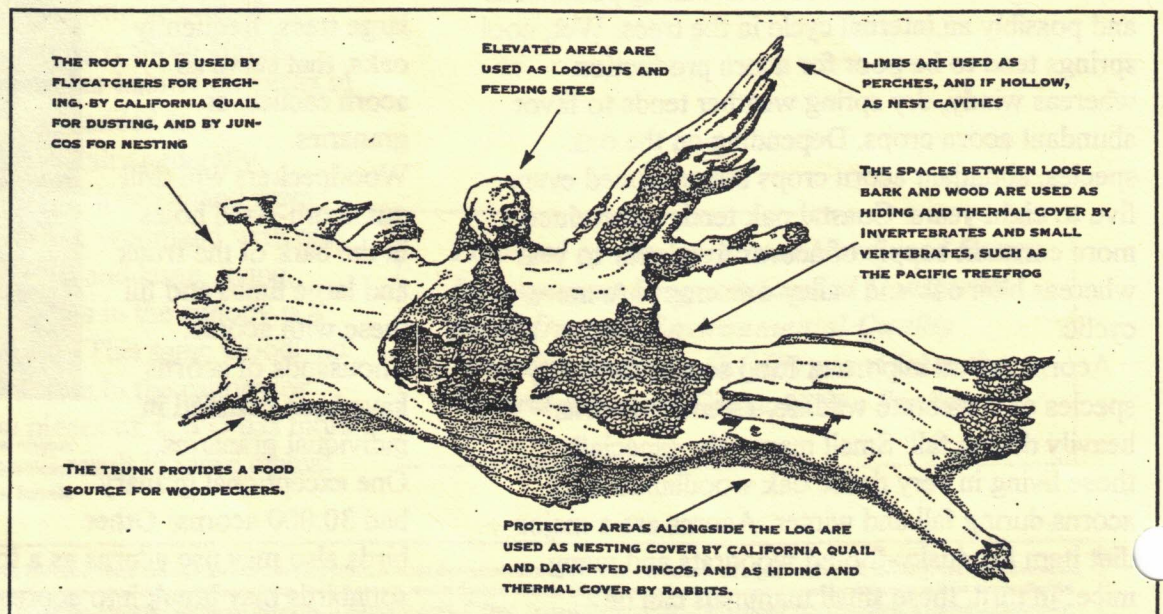 THE ROOT WAD IS USED BY
FLYCATCHERS FOR PERCH-
ING, BY CALIFORNIA QUAIL
FOR DUSTING, AND BY JUN-
COS FOR NESTING
ELEVATED AREAS ARE
USED AS LOOKOUTS AND
FEEDING SITES
LIMBS ARE USED AS
PERCHES, AND IF HALLOW,
AS NEST CAVITIES
THE SPACES BETWEEN LOOSE
BARK AND WOOD ARE USED AS
HIDING AND THERMAL COVER BY
INVERTEBRATES AND SMALL
VERTEBRATES, SUCH AS
THE PACIFIC TREEFROG
THE TRUNK PROVIDES A FOOD
SOURCE FOR WOODPECKERS.
PROTECTED AREAS ALONGSIDE THE LOG ARE
USED AS NESTING COVER BY CALIFORNIA QUAIL
AND DARK-EYED JUNCOS, AND AS HIDING AND
THERMAL COVER BY RABBITS.